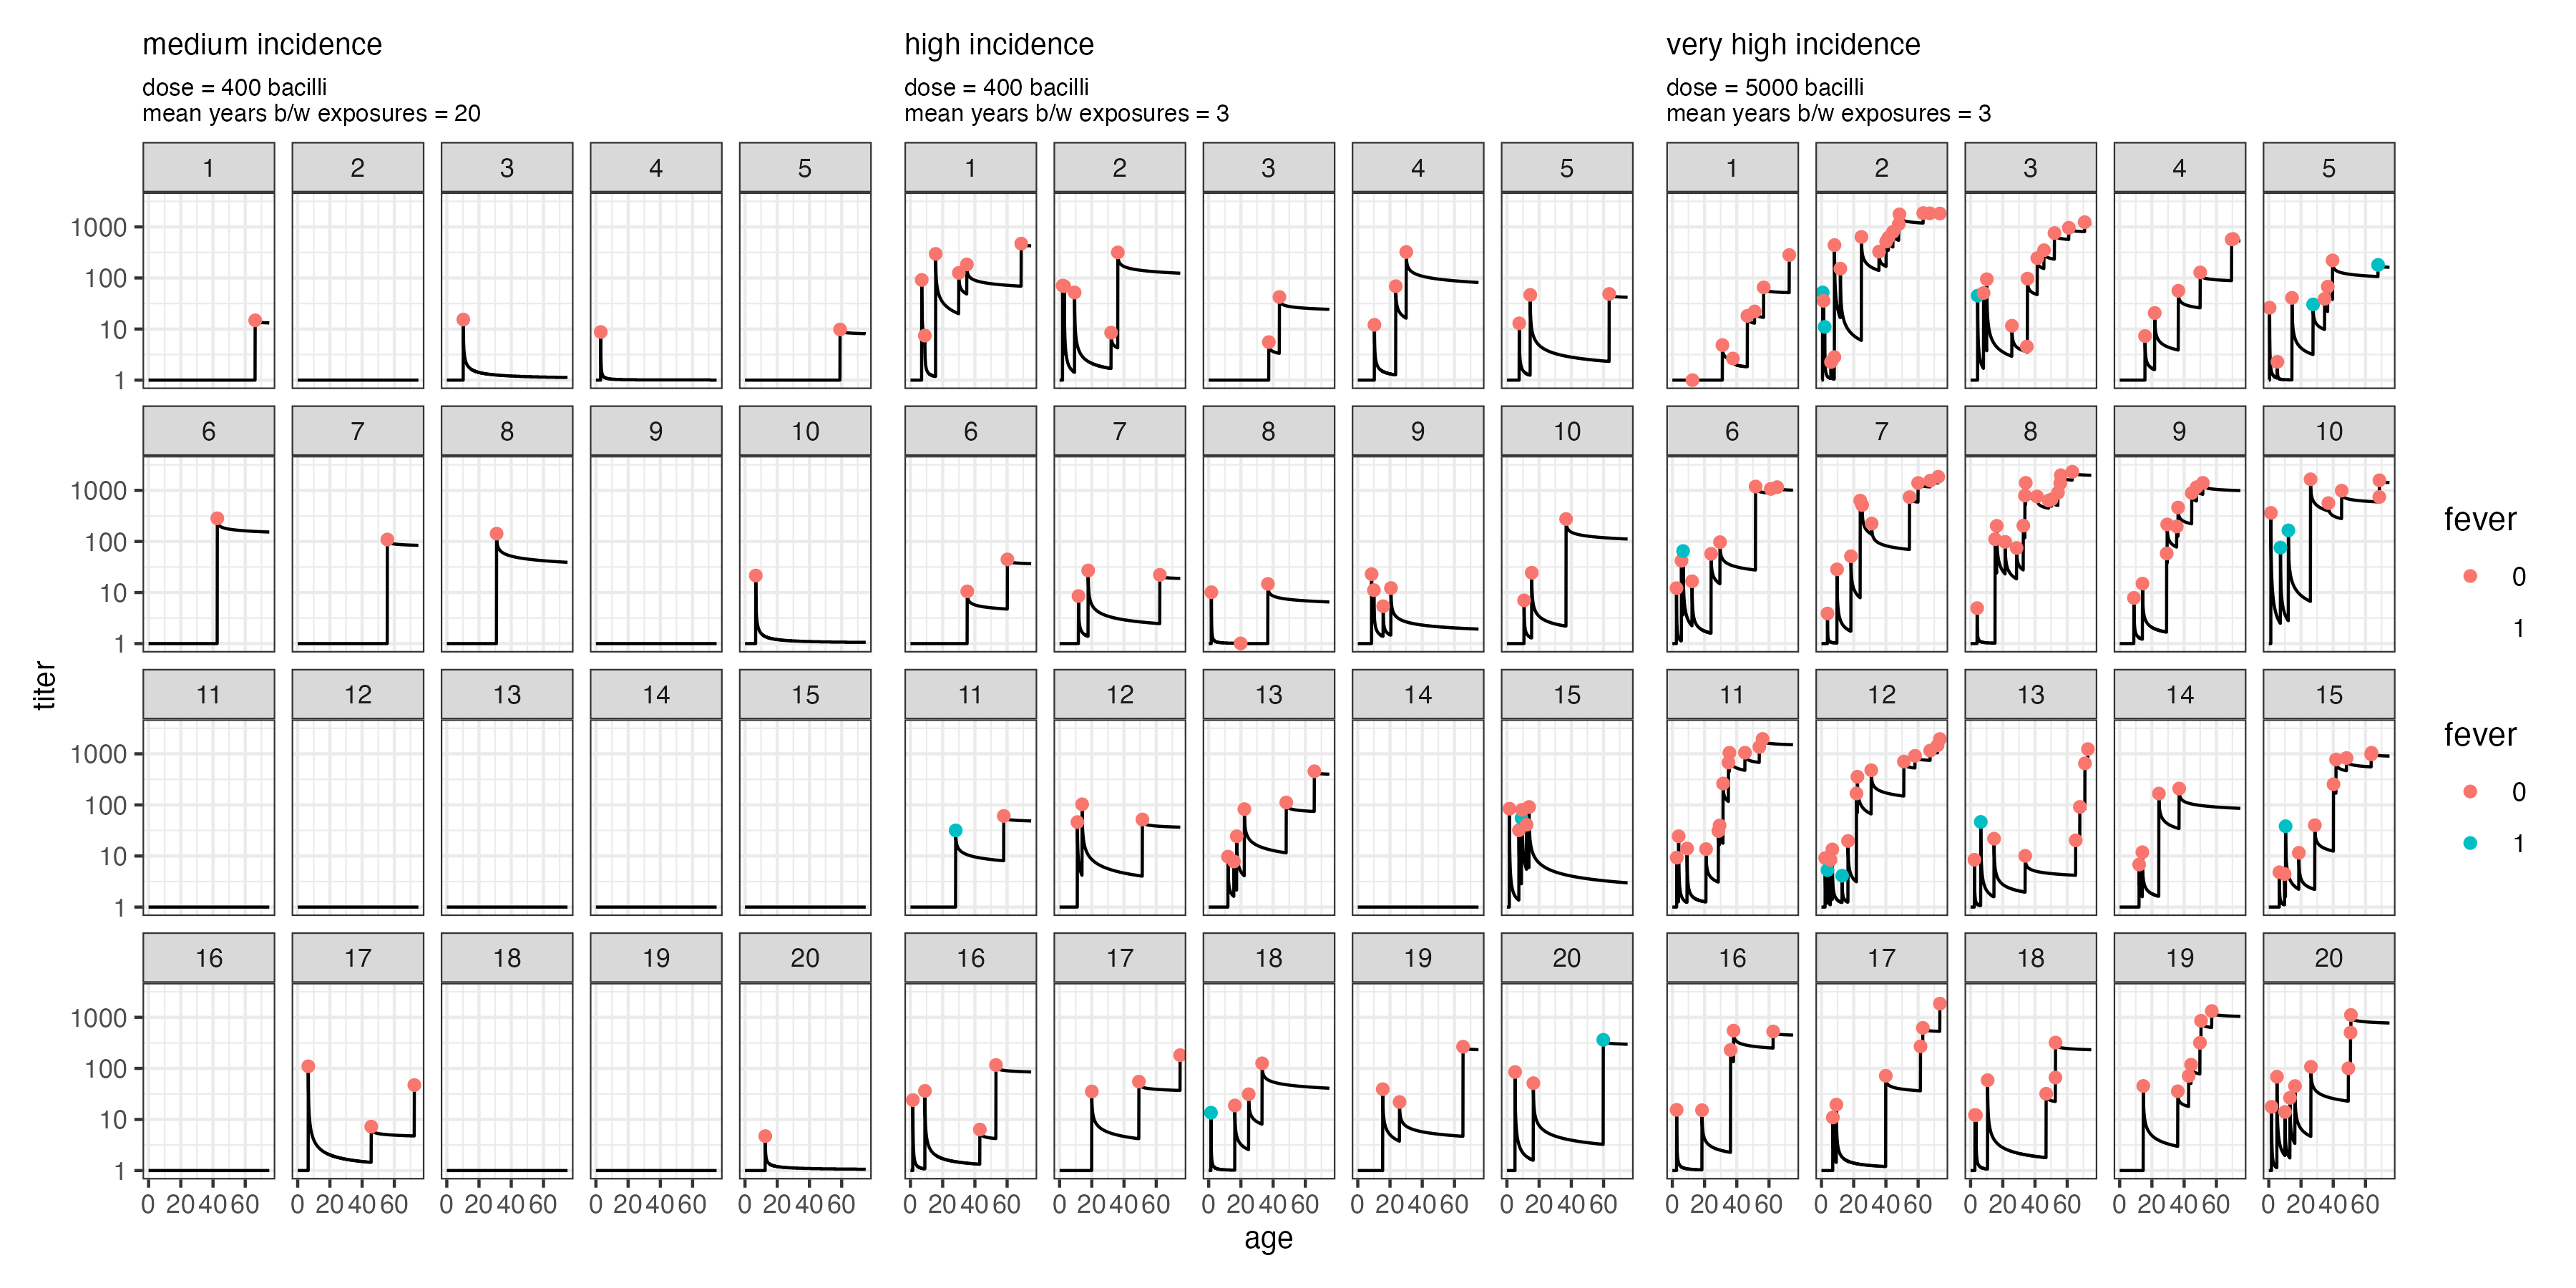 medium incidence
dose = 400 bacilli
mean years b/w exposures = 20
high incidence
dose = 400 bacilli
mean years b/w exposures = 3
very high incidence
dose = 5000 bacilli
mean years b/w exposures = 3
1 2 3 4 5 1 2 3 4 5 1 2 3 4 5
1000
100
10
1
6 7 8 9 10 6 7 8 9 10 6 7 8 9 10
1000
100
10
1
11 12 13 14 15 11 12 13 14 15 11 12 13 14 15
1000
100
10
1
16 17 18 19 20 16 17 18 19 20 16 17 18 19 20
1000
100
10
1
0 20 40 60 0 20 40 60 0 20 40 60 0 20 40 60 0 20 40 60 0 20 40 60 0 20 40 60 0 20 40 60 0 20 40 60 0 20 40 60 0 20 40 60 0 20 40 60 0 20 40 60 0 20 40 60 0 20 40 60
titer
age
fever
0
1
fever
0
1